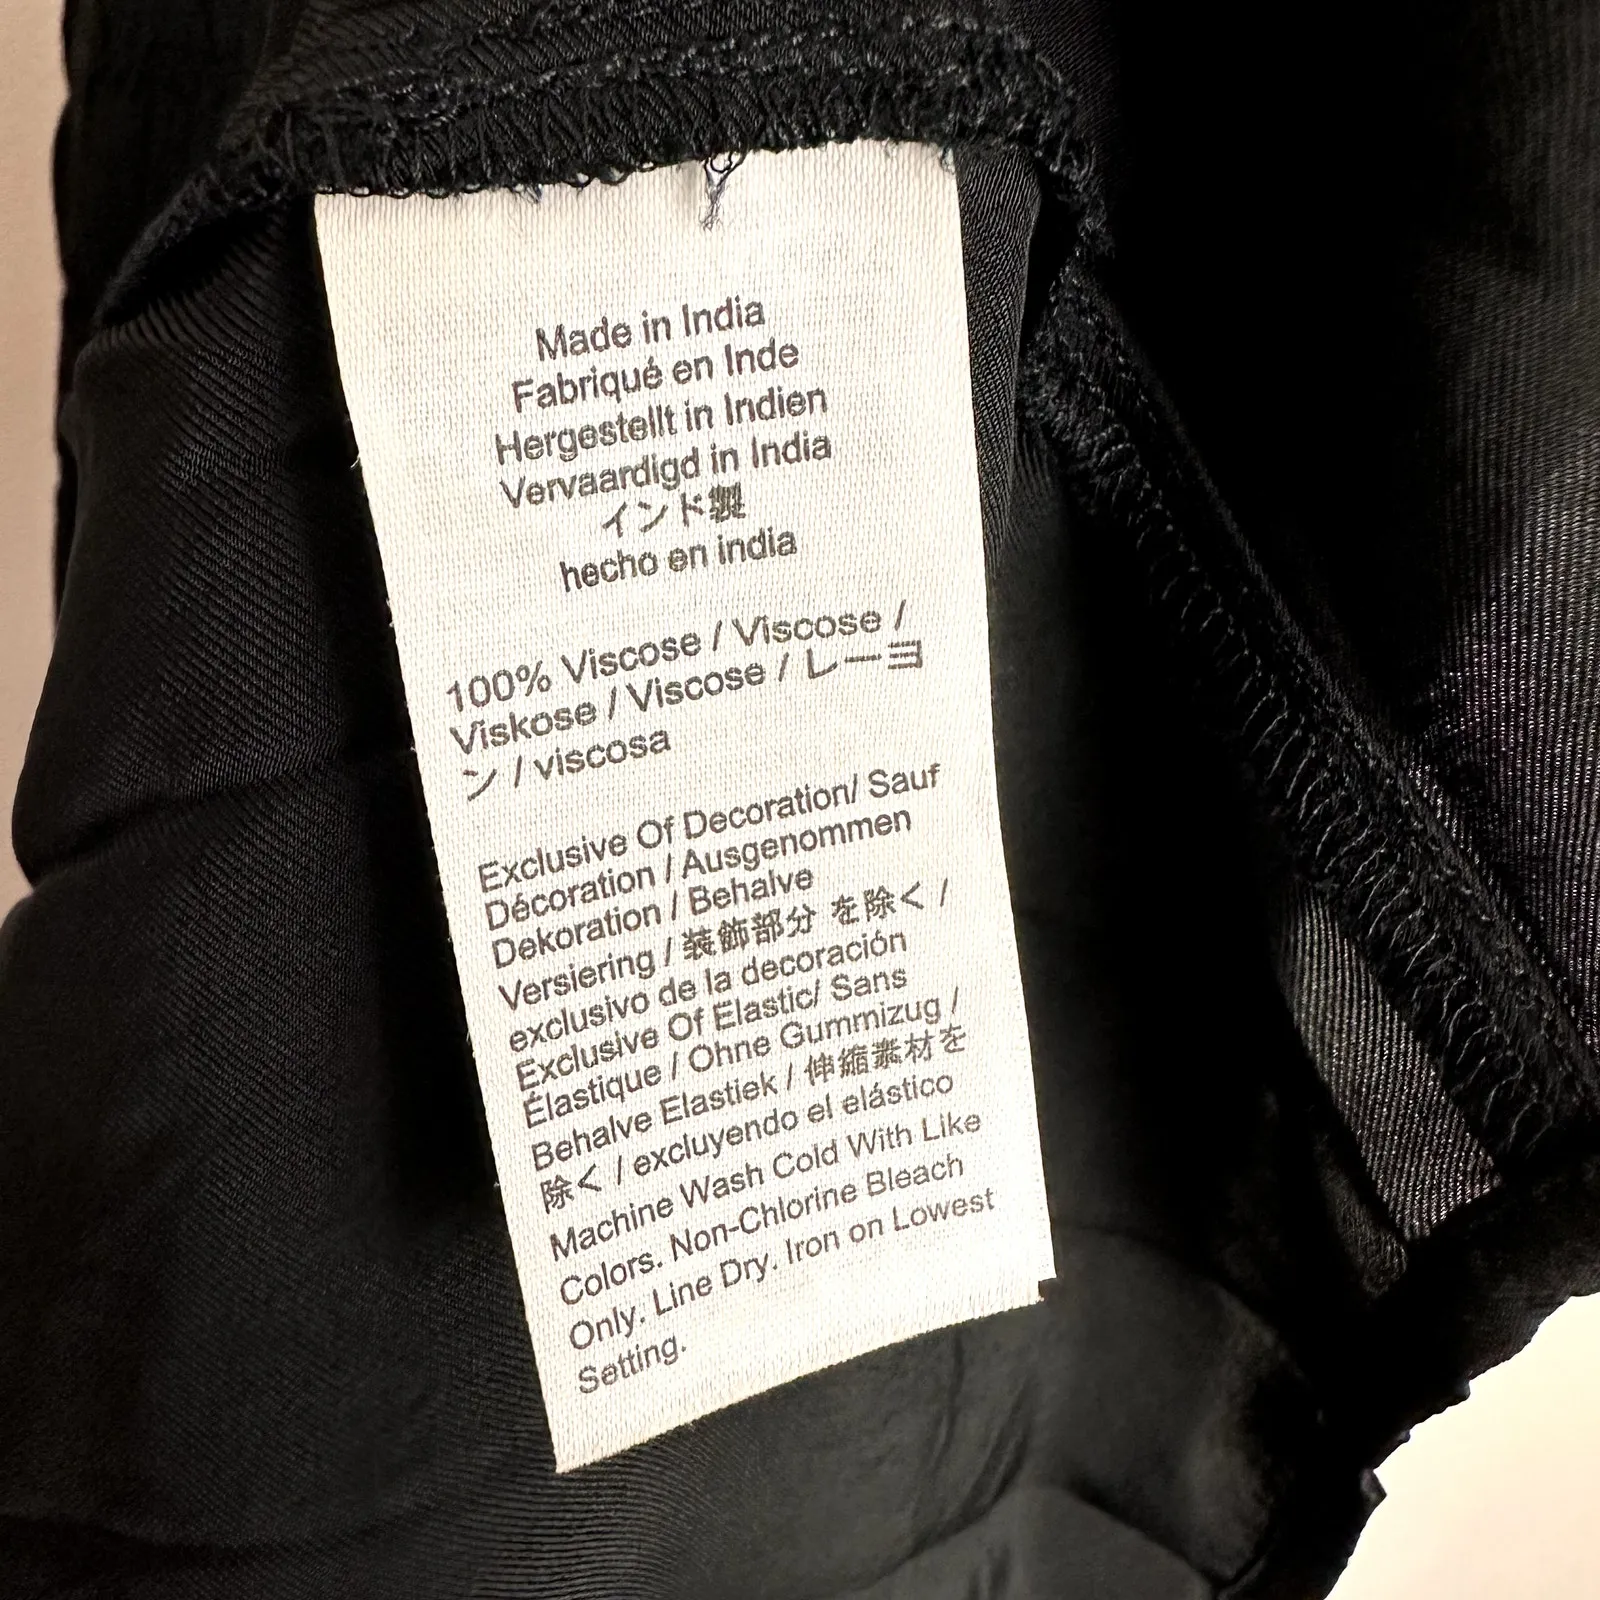 Made in India
Fabriqué en Inde
Hergestellt in Indien
Vervaardigd in India
インド製
hecho en india
100% Viscose / Viscose /
Viskose / Viscose / レーヨ
ン / viscosa
Exclusive Of Decoration/ Sauf
Décoration / Ausgenommen
Dekoration / Behalve
Versiering / 装飾部分 を除く /
exclusivo de la decoración
Exclusive Of Elastic/ Sans
Élastique / Ohne Gummizug /
Behalve Elastiek / 伸縮素材を
除く / excluyendo el elástico
Machine Wash Cold With Like
Colors. Non-Chlorine Bleach
Only. Line Dry. Iron on Lowest
Setting.